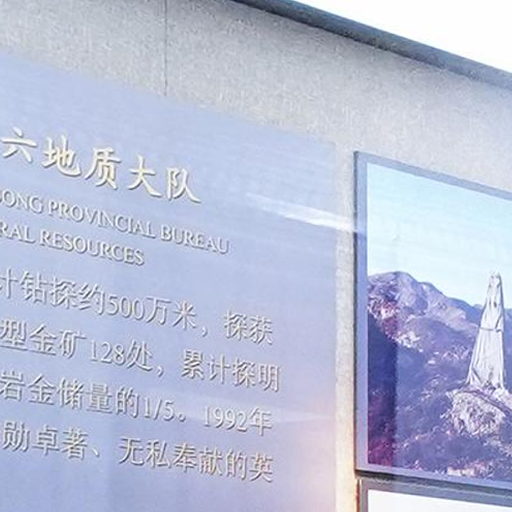 六地质大队
ONG PROVINCIAL BUREAU
RAL RESOURCES
计钻探约500万米，探获
型金矿128处，累计探明
岩金储量的1/5。1992年
勋卓著、无私奉献的英